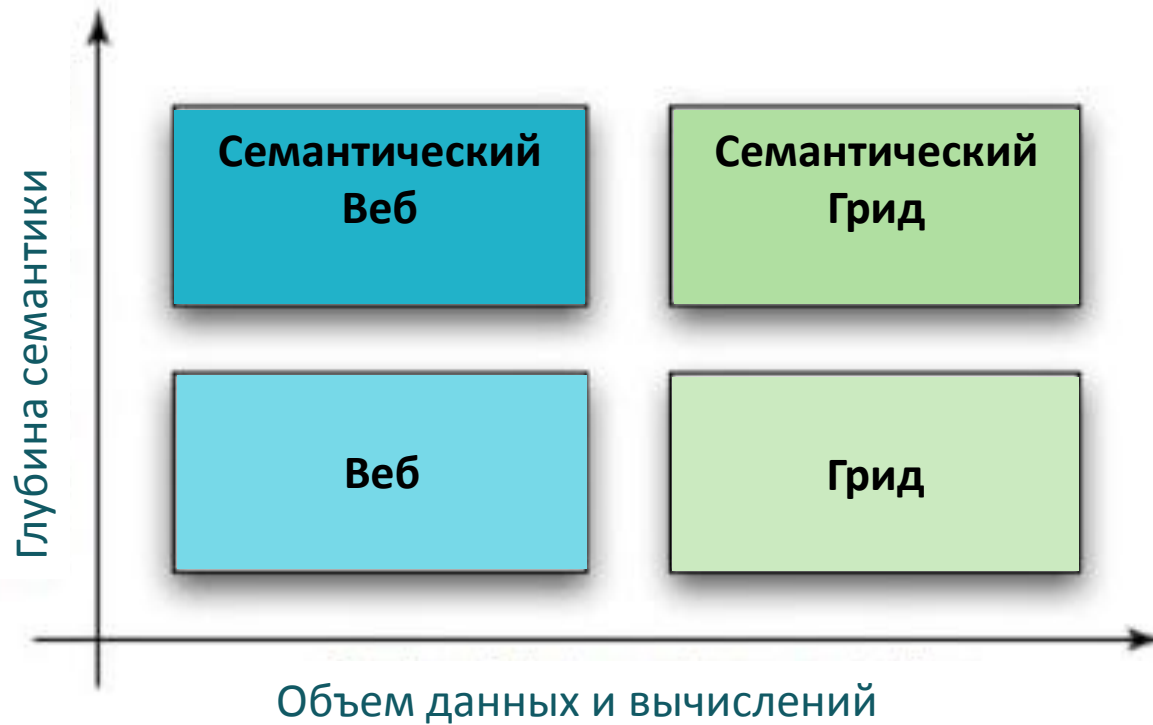 Глубина семантики
Семантический
Веб
Семантический
Грид
Веб
Грид
Объем данных и вычислений